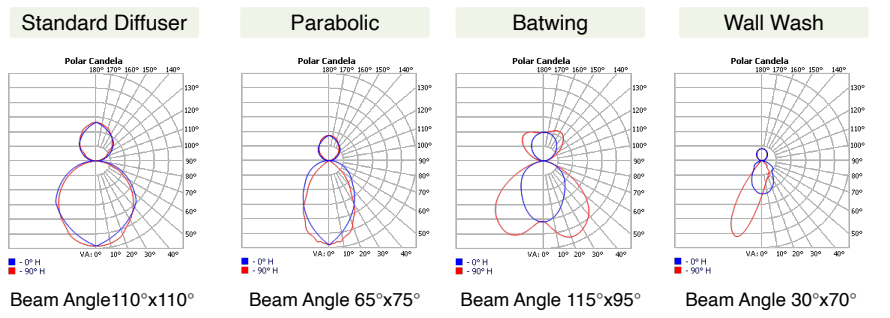 Standard Diffuser
Polar Candela
180° 170° 160° 150° 140°
130°
120°
110°
100°
90°
80°
70°
60°
50°
VA: 0° 10° 20° 30° 40°
- 0° H
- 90° H
Beam Angle110°x110°
Parabolic
Polar Candela
180° 170° 160° 150° 140°
130°
120°
110°
100°
90°
80°
70°
60°
50°
VA: 0° 10° 20° 30° 40°
- 0° H
- 90° H
Beam Angle 65°x75°
Batwing
Polar Candela
180° 170° 160° 150° 140°
130°
120°
110°
100°
90°
80°
70°
60°
50°
VA: 0° 10° 20° 30° 40°
- 0° H
- 90° H
Beam Angle 115°x95°
Wall Wash
Polar Candela
180° 170° 160° 150° 140°
130°
120°
110°
100°
90°
80°
70°
60°
50°
VA: 0° 10° 20° 30° 40°
- 0° H
- 90° H
Beam Angle 30°x70°